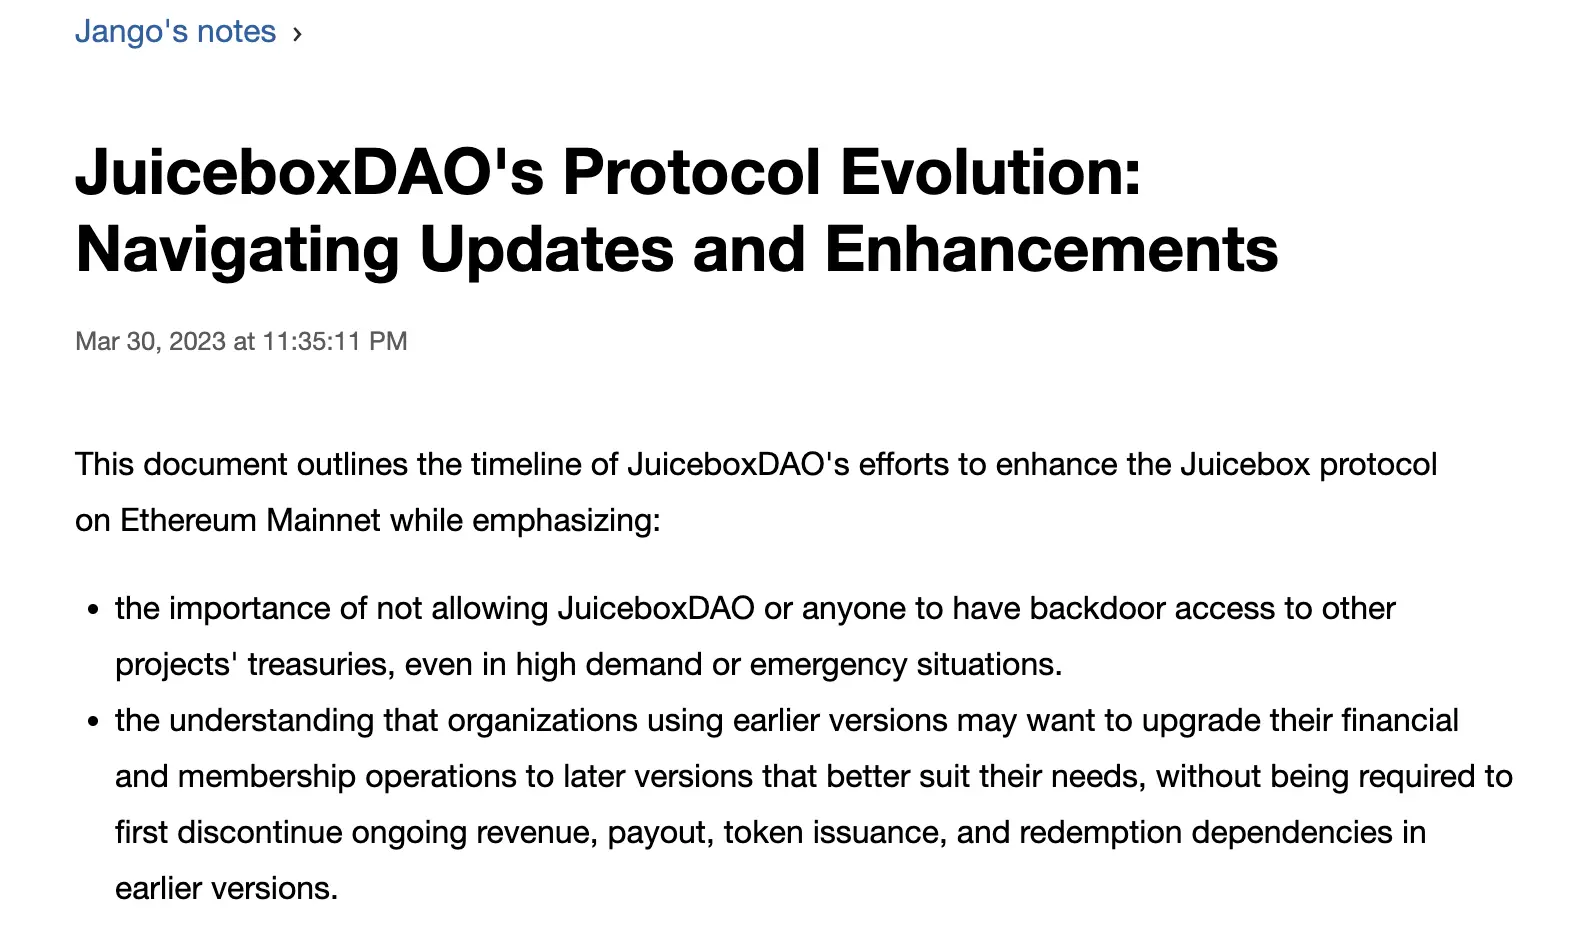 Jango's notes ›
JuiceboxDAO's Protocol Evolution:
Navigating Updates and Enhancements
Mar 30, 2023 at 11:35:11 PM
This document outlines the timeline of JuiceboxDAO's efforts to enhance the Juicebox protocol
on Ethereum Mainnet while emphasizing:
• the importance of not allowing JuiceboxDAO or anyone to have backdoor access to other
projects' treasuries, even in high demand or emergency situations.
• the understanding that organizations using earlier versions may want to upgrade their financial
and membership operations to later versions that better suit their needs, without being required to
first discontinue ongoing revenue, payout, token issuance, and redemption dependencies in
earlier versions.